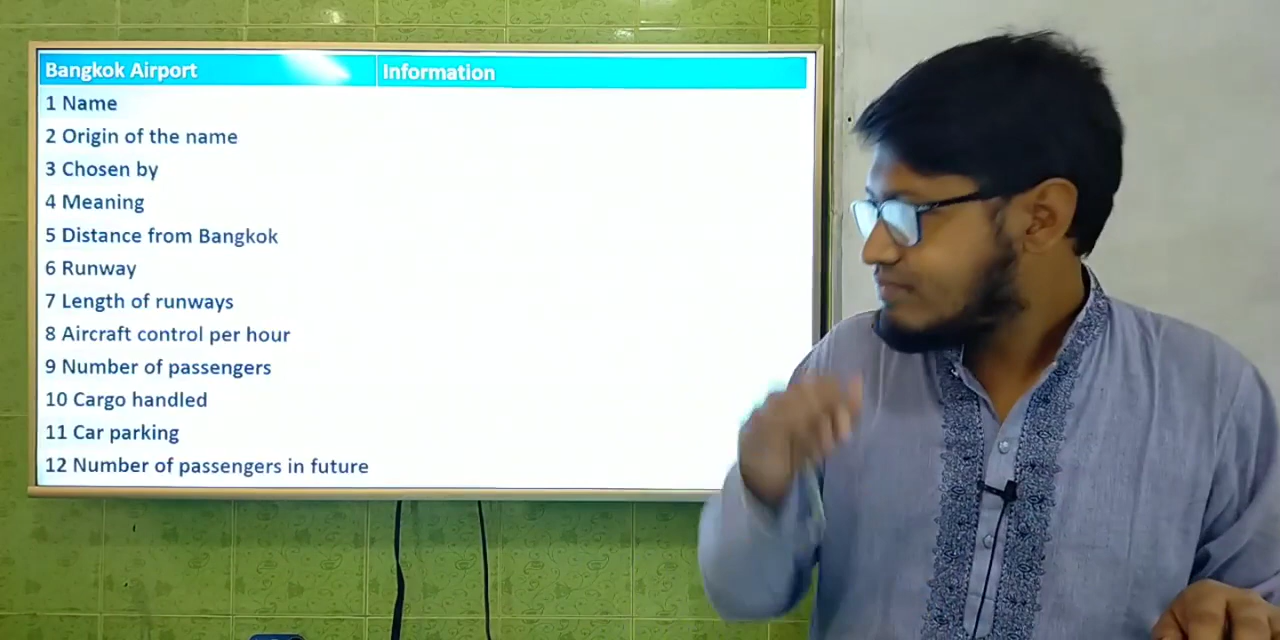 Bangkok Airport Information
1 Name
2 Origin of the name
3 Chosen by
4 Meaning
5 Distance from Bangkok
6 Runway
7 Length of runways
8 Aircraft control per hour
9 Number of passengers
10 Cargo handled
11 Car parking
12 Number of passengers in future